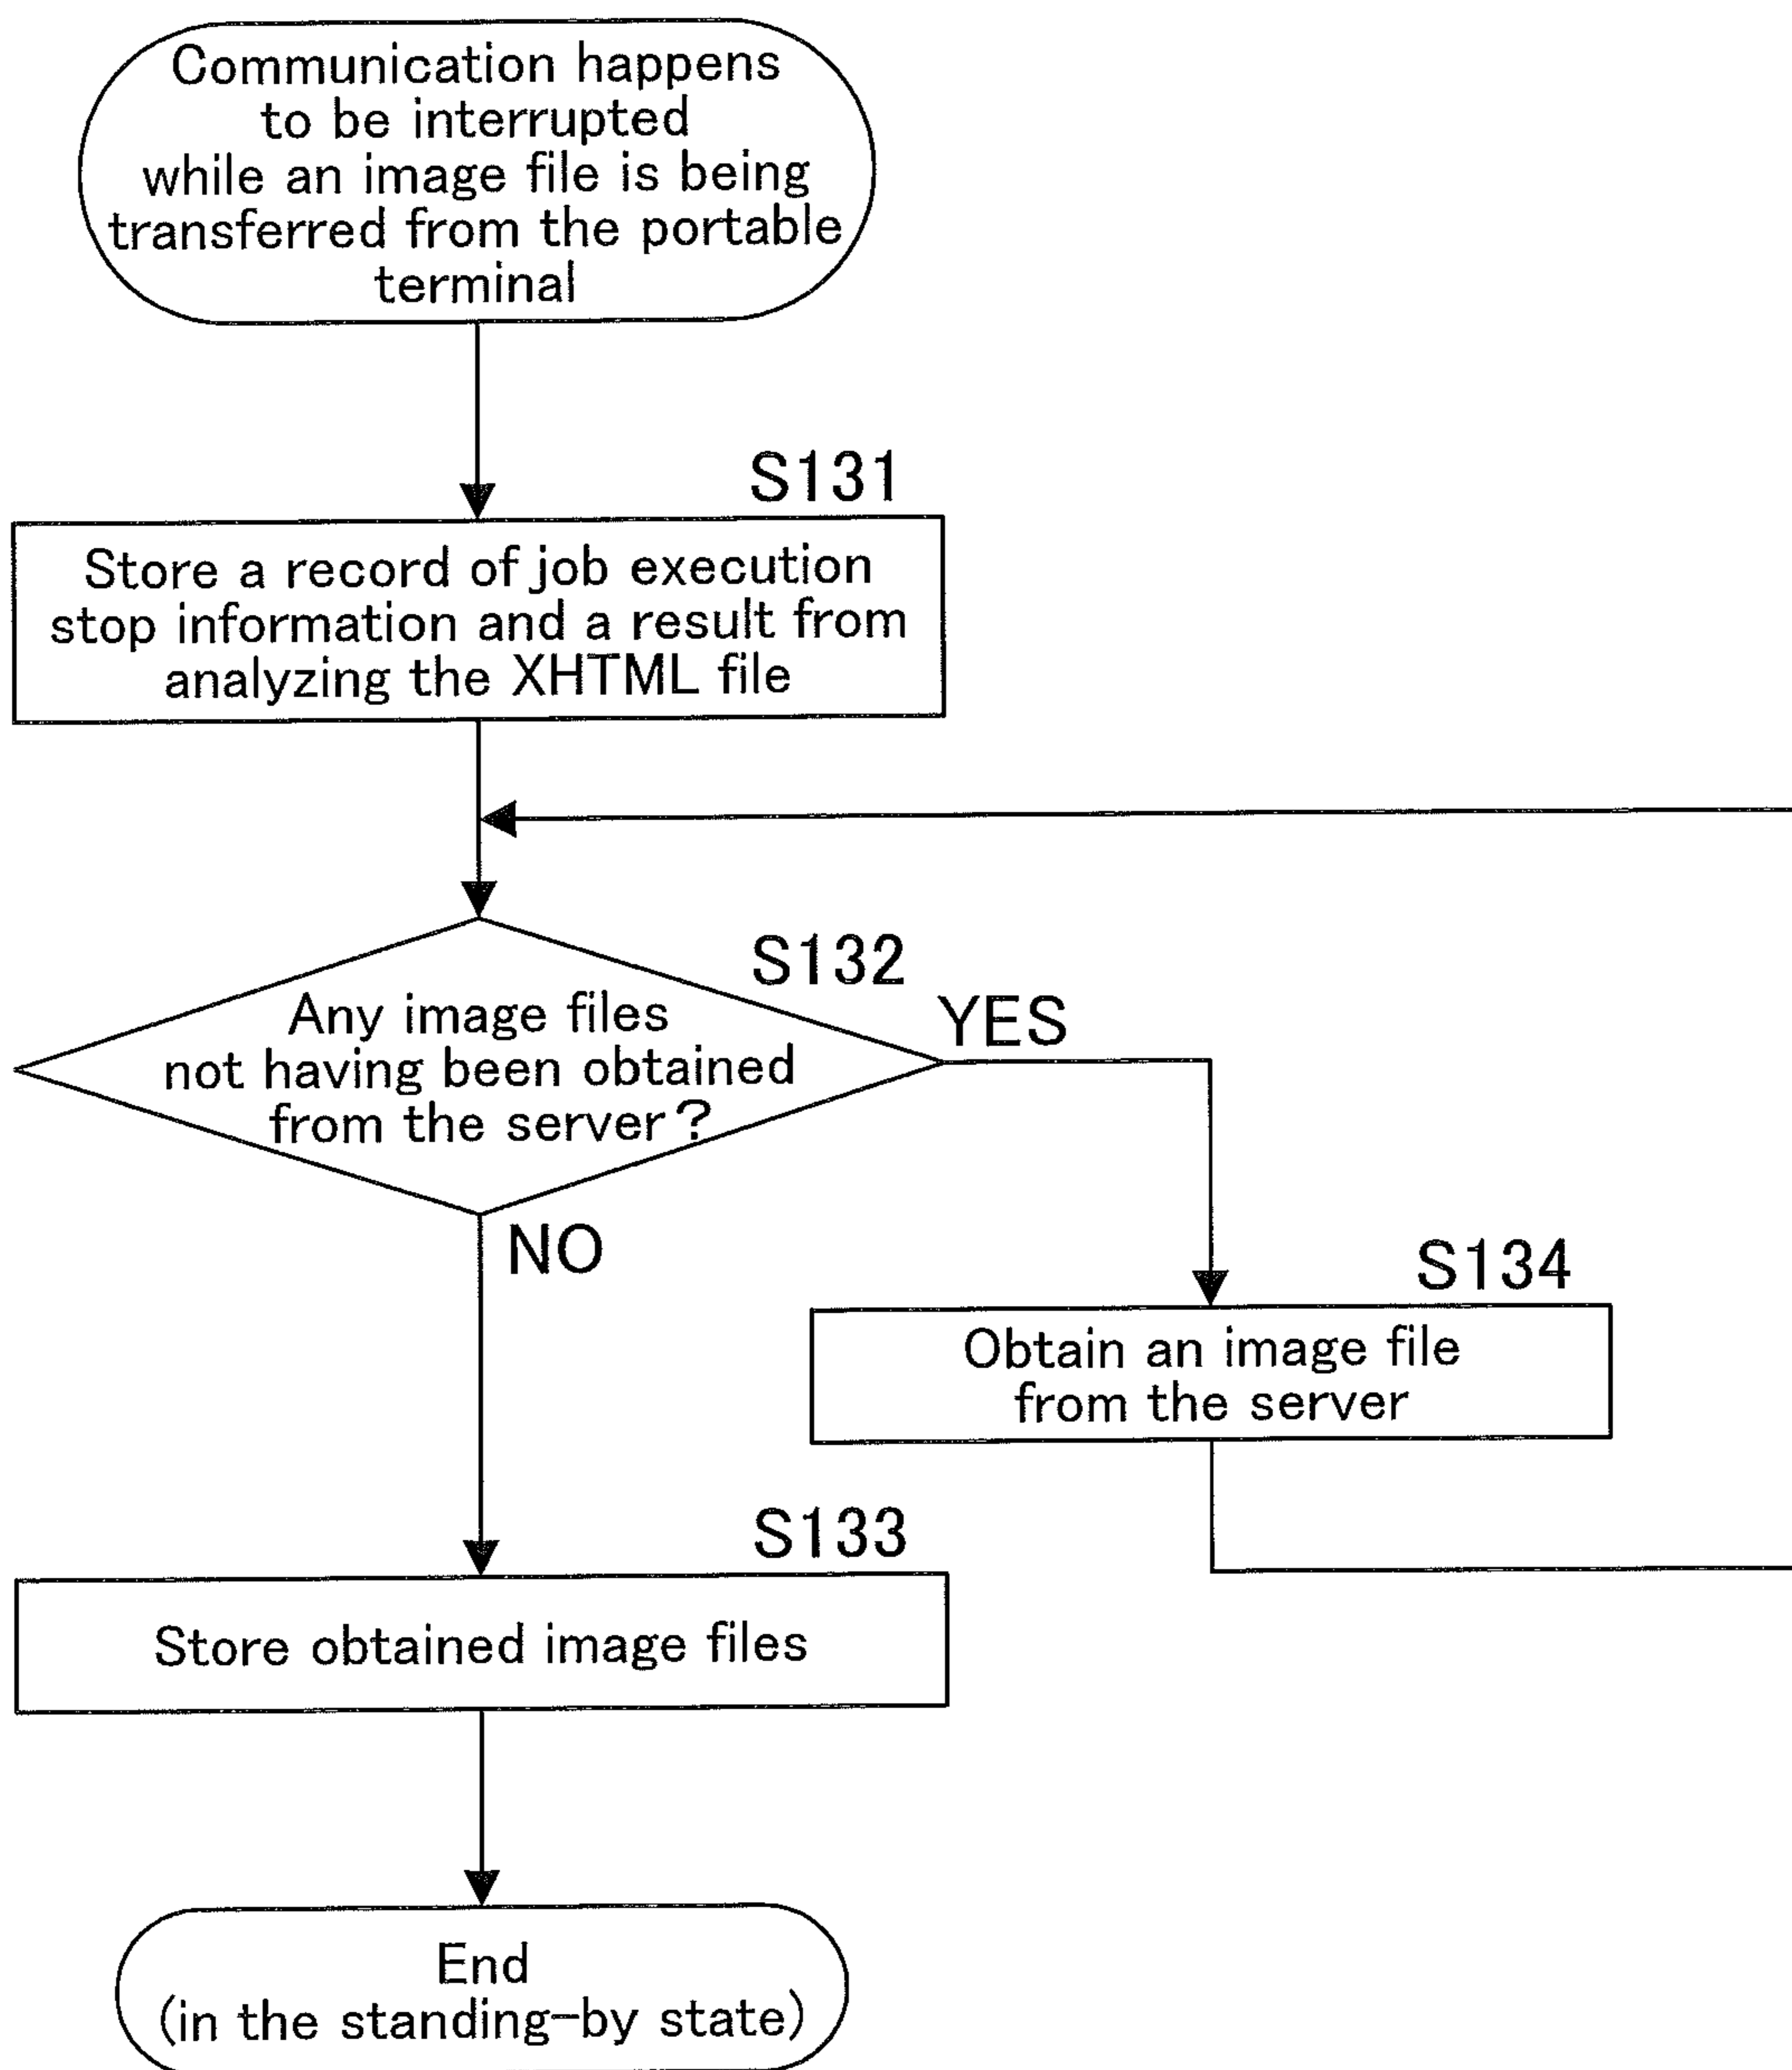 Communication happens
to be interrupted
while an image file is being
transferred from the portable
terminal
S131
Store a record of job execution
stop information and a result from
analyzing the XHTML file
S132
Any image files
not having been obtained
from the server?
YES
NO
S134
Obtain an image file
from the server
S133
Store obtained image files
End
(in the standing-by state)